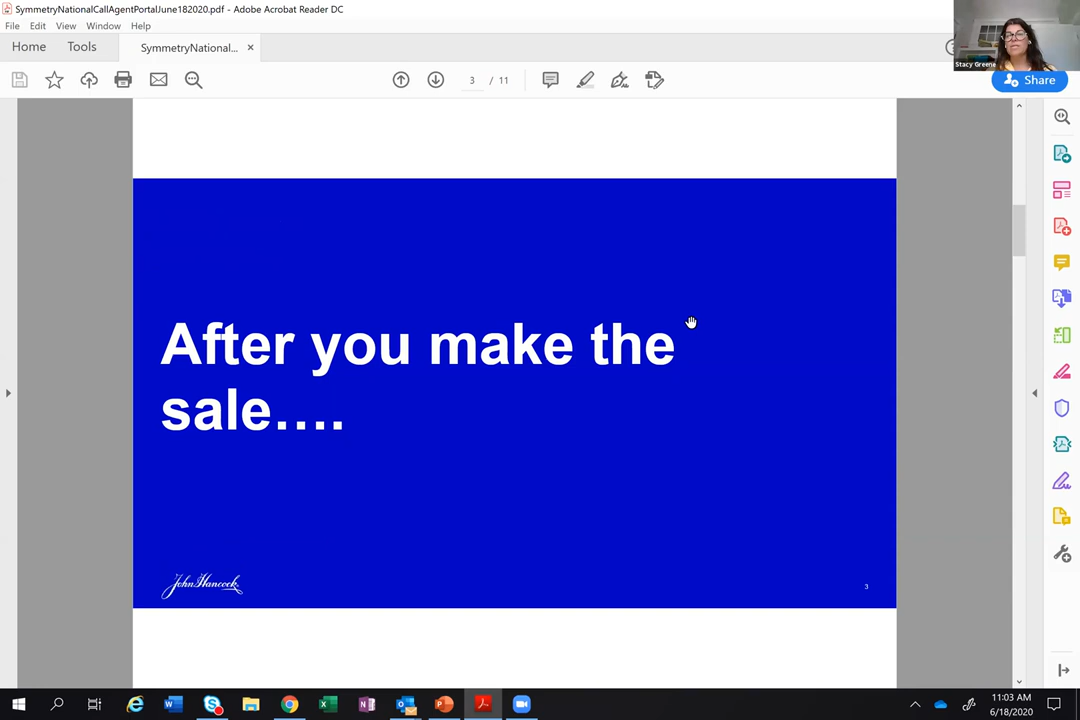 SymmetryNationalCallAgentPortalJune182020.pdf - Adobe Acrobat Reader DC
File Edit View Window Help
Home Tools SymmetryNational... ×
3 / 11
Stacy Greene
Share
After you make the
sale....
John Hancock
3
11:03 AM
6/18/2020